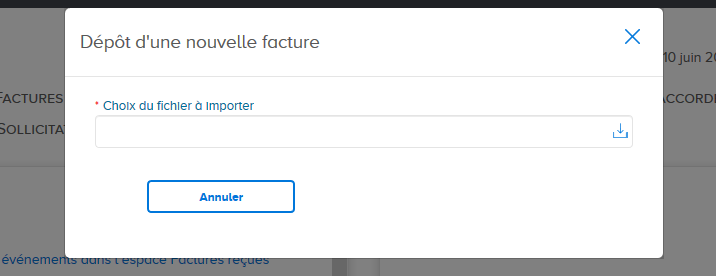 Dépôt d'une nouvelle facture
10 juin 20
FACTURES
ACCORD
SOLLICITA
* Choix du fichier à importer
Annuler
événements dans l'espace Factures reçues